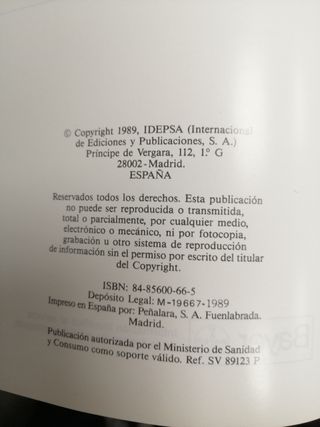 © Copyright 1989, IDEPSA (Internacional
de Ediciones y Publicaciones, S. A.)
Príncipe de Vergara, 112, 1.º G
28002-Madrid.
ESPAÑA
Reservados todos los derechos. Esta publicación
no puede ser reproducida o transmitida,
total o parcialmente, por cualquier medio,
electrónico o mecánico, ni por fotocopia,
grabación u otro sistema de reproducción
de información sin el permiso por escrito del titular
del Copyright.
ISBN: 84-85600-66-5
Depósito Legal: M-19667-1989
Impreso en España por: Peñalara, S. A. Fuenlabrada.
Madrid.
Publicación autorizada por el Ministerio de Sanidad
y Consumo como soporte válido. Ref. SV 89123 P